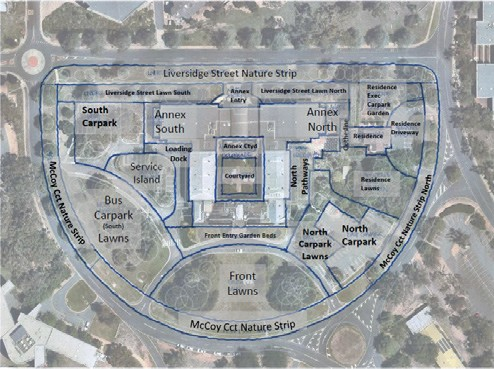 Liversidge Street Nature Strip
Liversidge Street Lawn South
Annex
Entry
Liversidge Street Lawn North
Residence
Exec
Carpark
Garden
South
Carpark
Annex
South
Annex
North
Residence
Driveway
Residence
Loading
Dock
Annex Ctyd
Service
Island
Courtyard
North
Pathways
Residence
Lawns
McCoy Cct Nature Strip
Bus
Carpark
(South)
Lawns
Front Entry Garden Beds
North
Carpark
Lawns
North
Carpark
McCoy Cct Nature Strip North
Front
Lawns
McCoy Cct Nature Strip